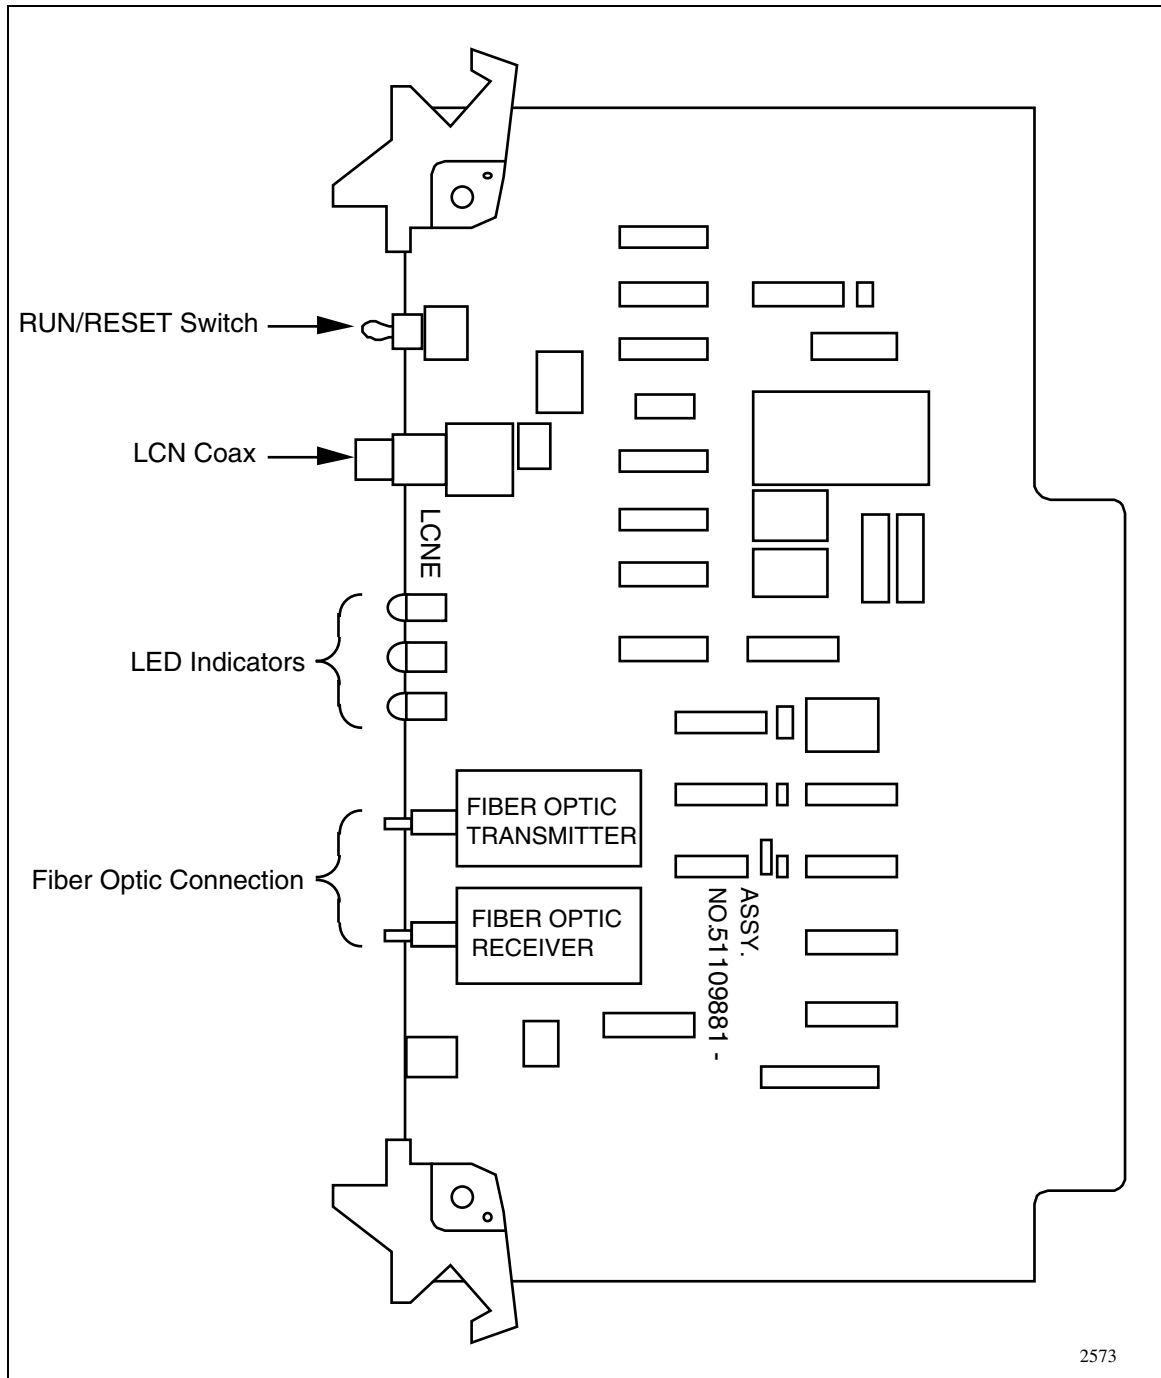 RUN/RESET Switch
LCN Coax
LCNE
LED Indicators
FIBER OPTIC
TRANSMITTER
Fiber Optic Connection
FIBER OPTIC
RECEIVER
ASSY.
NO.51109881 -
2573